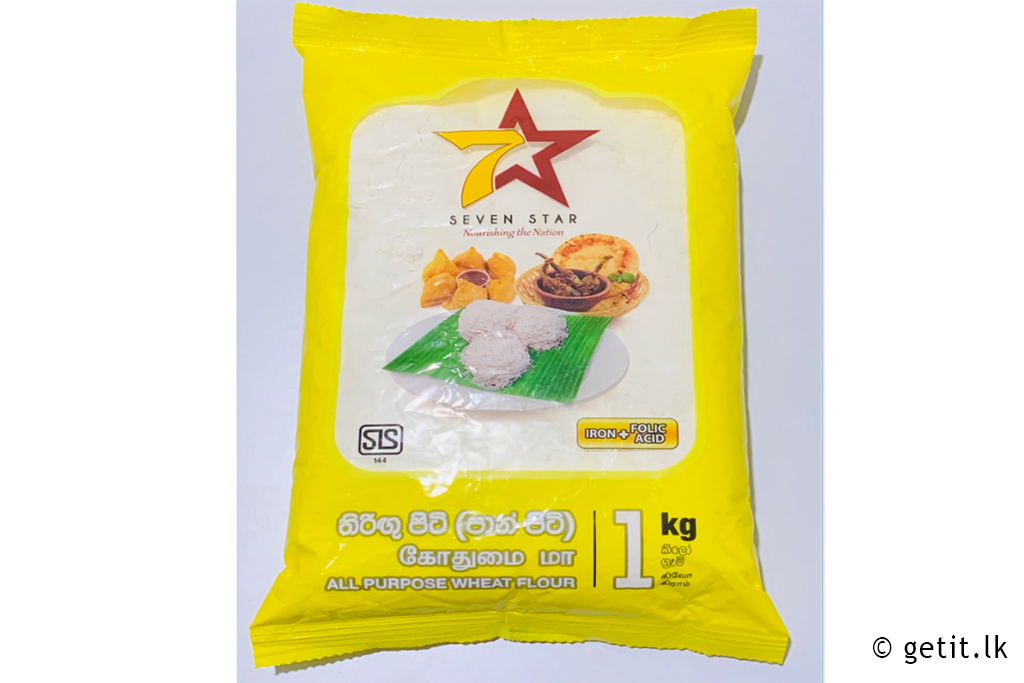 7
SEVEN STAR
Nourishing the Nation
SLS
144
IRON + FOLIC ACID
තිරිඟු පිටි (පාන් පිටි)
கோதுமை மா
ALL PURPOSE WHEAT FLOUR
1 kg
කිලෝ
ග්‍රෑම්
கிலோ
கிராம்
© getit.lk